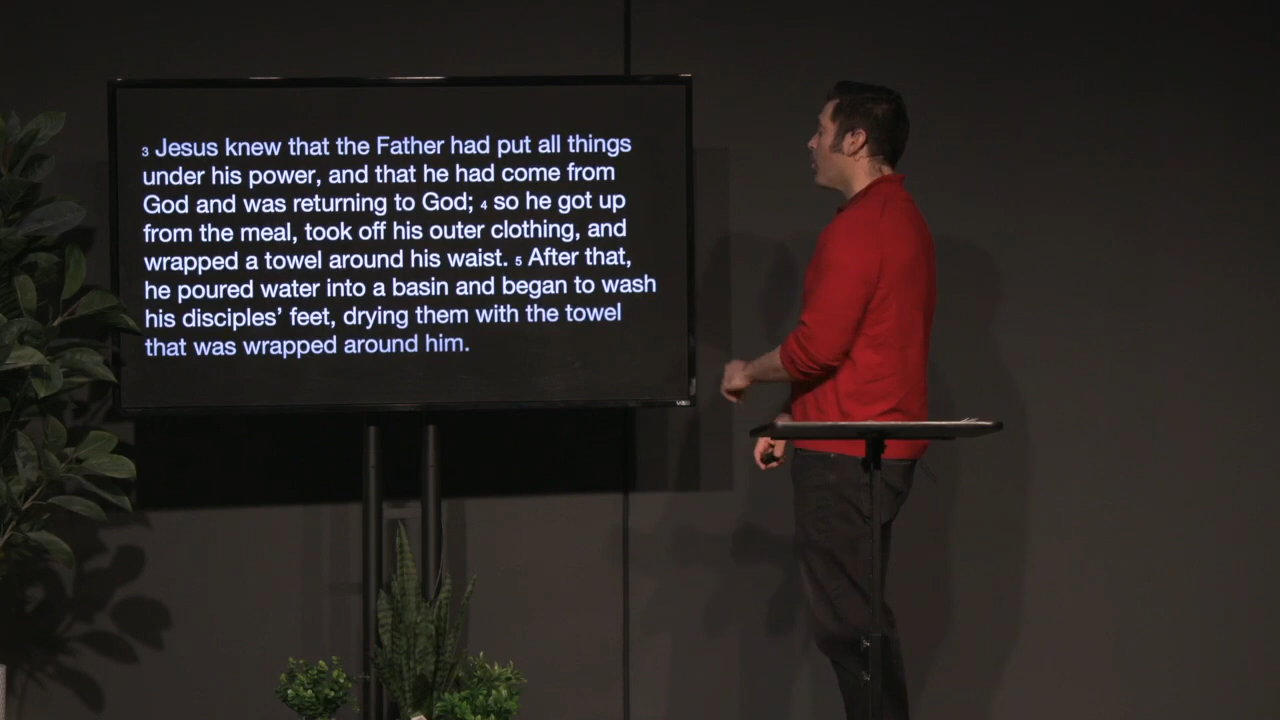 3 Jesus knew that the Father had put all things
under his power, and that he had come from
God and was returning to God; 4 so he got up
from the meal, took off his outer clothing, and
wrapped a towel around his waist. 5 After that,
he poured water into a basin and began to wash
his disciples’ feet, drying them with the towel
that was wrapped around him.